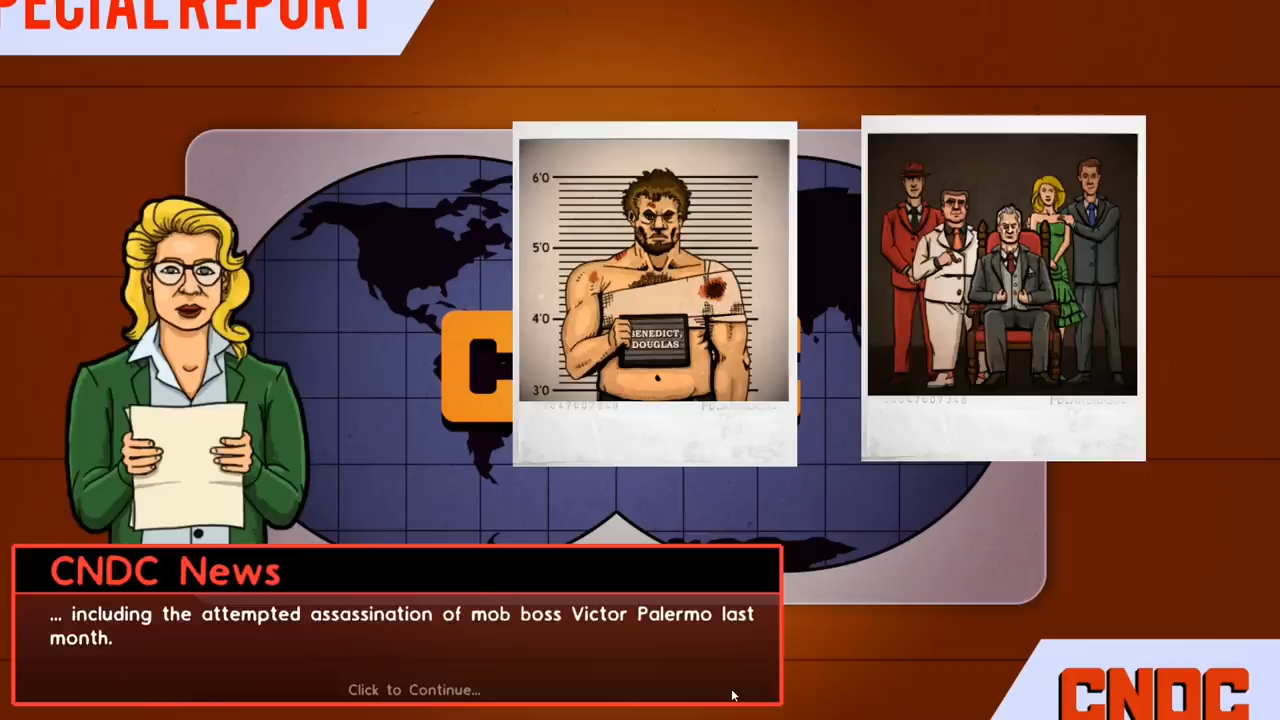 PECIAL REPORT
6'0
5'0
4'0
3'0
BENEDICT,
DOUGLAS
C
CNDC News
... including the attempted assassination of mob boss Victor Palermo last
month.
Click to Continue...
CNDC